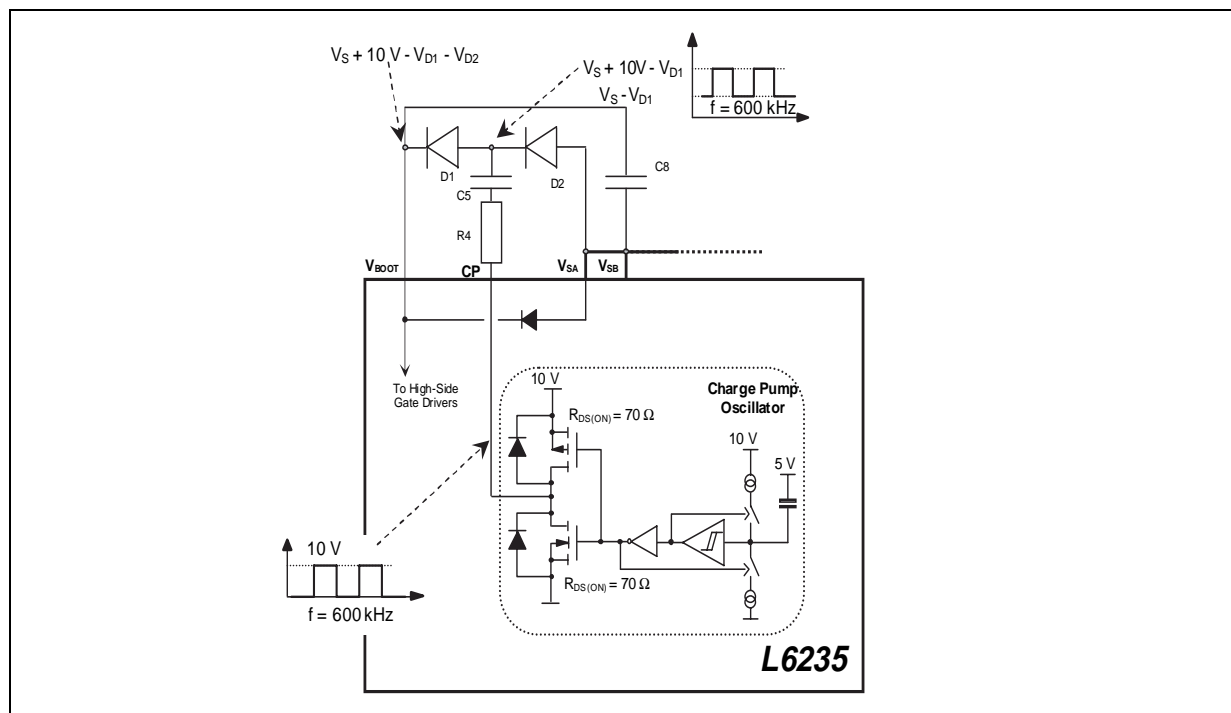 V_S + 10 V - V_D1 - V_D2
V_S + 10V - V_D1
V_S - V_D1
f = 600 kHz
D1
D2
C8
C5
R4
V_BOOT
CP
V_SA
V_SB
To High-Side
Gate Drivers
10 V
Charge Pump
Oscillator
R_DS(ON) = 70 Ω
10 V
5 V
10 V
R_DS(ON) = 70 Ω
f = 600 kHz
L6235